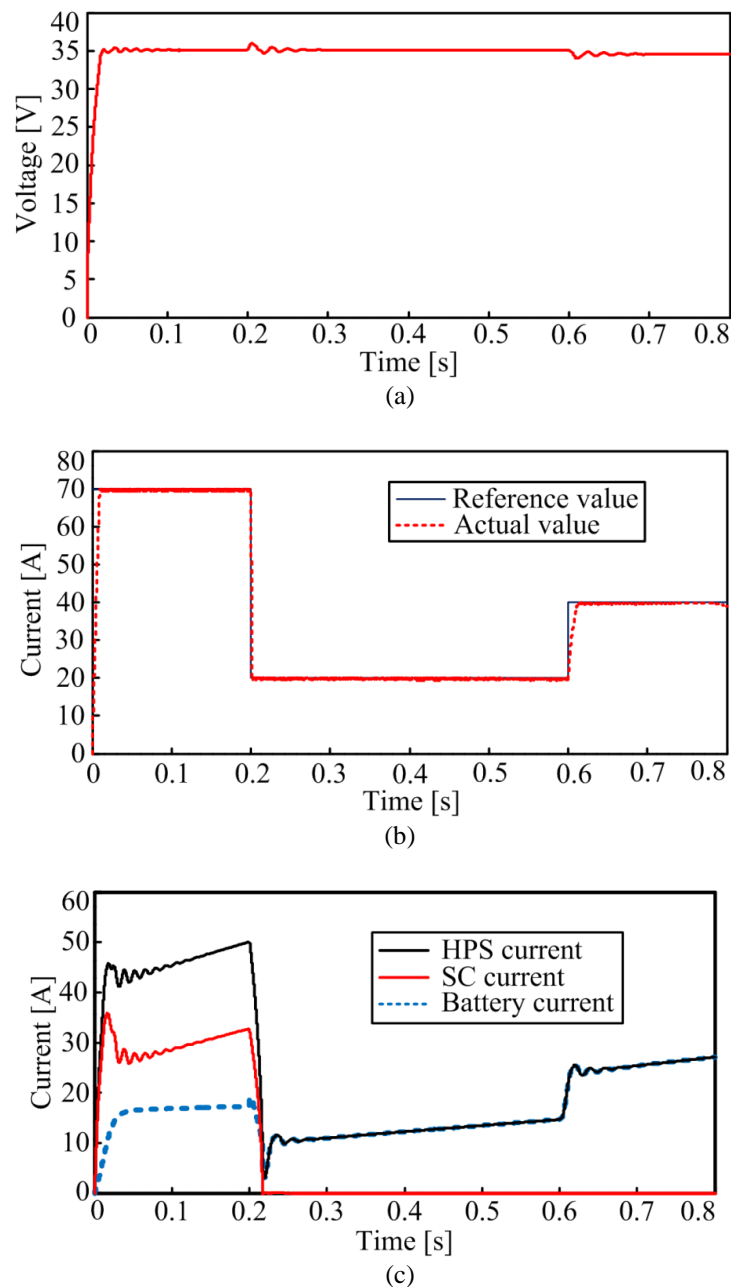 40
35
30
25
20
15
10
5
0
Voltage [V]
0 0.1 0.2 0.3 0.4 0.5 0.6 0.7 0.8
Time [s]
(a)
80
70
60
50
40
30
20
10
0
Current [A]
Reference value
Actual value
0 0.1 0.2 0.3 0.4 0.5 0.6 0.7 0.8
Time [s]
(b)
60
50
40
30
20
10
0
Current [A]
HPS current
SC current
Battery current
0 0.1 0.2 0.3 0.4 0.5 0.6 0.7 0.8
Time [s]
(c)